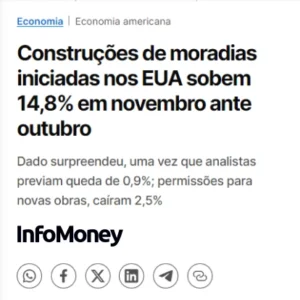 Economia | Economia americana
Construções de moradias
iniciadas nos EUA sobem
14,8% em novembro ante
outubro
Dado surpreendeu, uma vez que analistas
previam queda de 0,9%; permissões para
novas obras, caíram 2,5%
InfoMoney